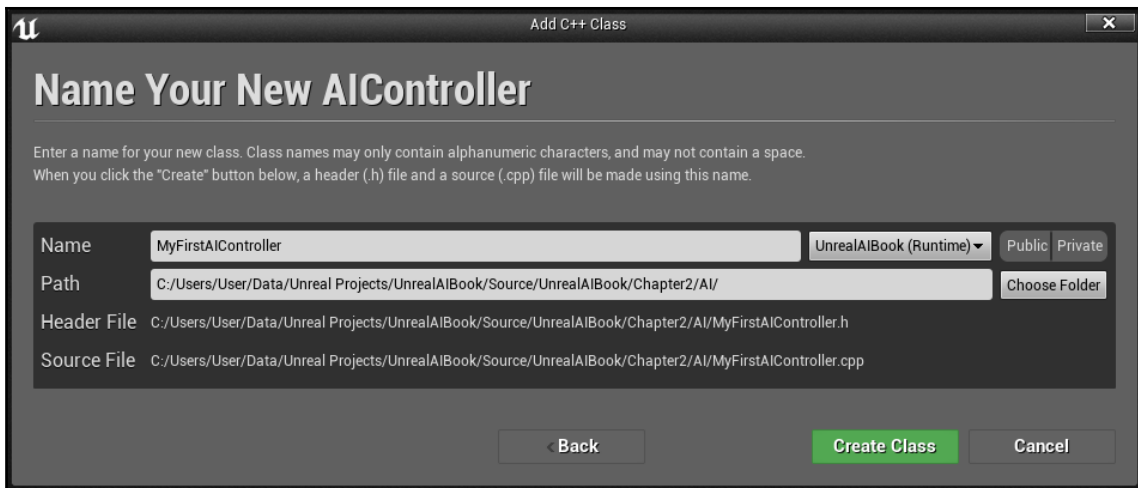 Add C++ Class
Name Your New AIController
Enter a name for your new class. Class names may only contain alphanumeric characters, and may not contain a space.
When you click the "Create" button below, a header (.h) file and a source (.cpp) file will be made using this name.
Name MyFirstAIController UnrealAIBook (Runtime) Public Private
Path C:/Users/User/Data/Unreal Projects/UnrealAIBook/Source/UnrealAIBook/Chapter2/AI/ Choose Folder
Header File C:/Users/User/Data/Unreal Projects/UnrealAIBook/Source/UnrealAIBook/Chapter2/AI/MyFirstAIController.h
Source File C:/Users/User/Data/Unreal Projects/UnrealAIBook/Source/UnrealAIBook/Chapter2/AI/MyFirstAIController.cpp
Back Create Class Cancel